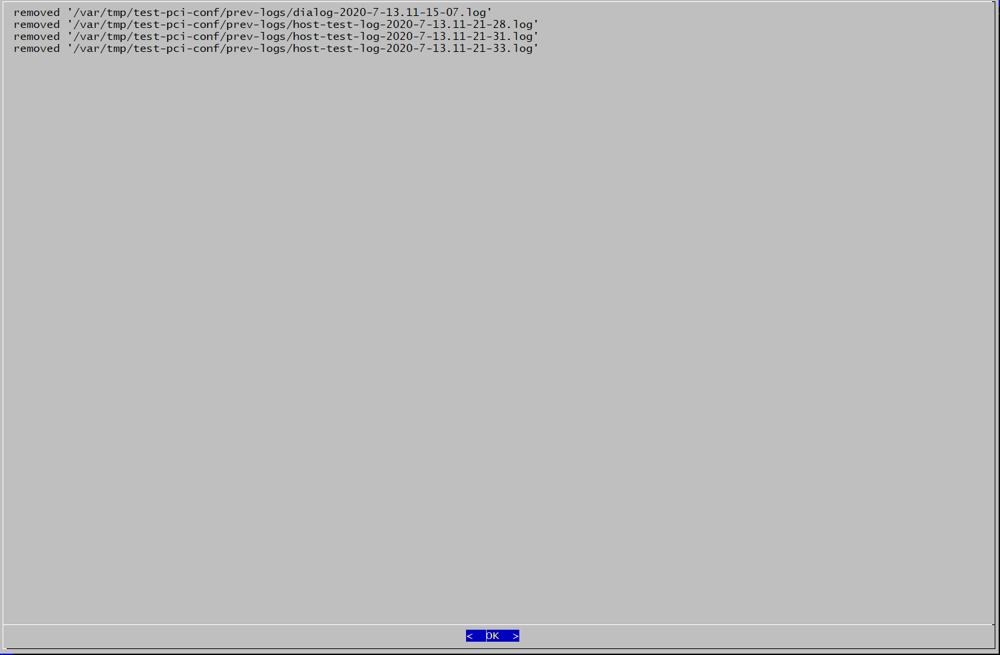 removed '/var/tmp/test-pci-conf/prev-logs/dialog-2020-7-13.11-15-07.log'
removed '/var/tmp/test-pci-conf/prev-logs/host-test-log-2020-7-13.11-21-28.log'
removed '/var/tmp/test-pci-conf/prev-logs/host-test-log-2020-7-13.11-21-31.log'
removed '/var/tmp/test-pci-conf/prev-logs/host-test-log-2020-7-13.11-21-33.log'
<  OK  >